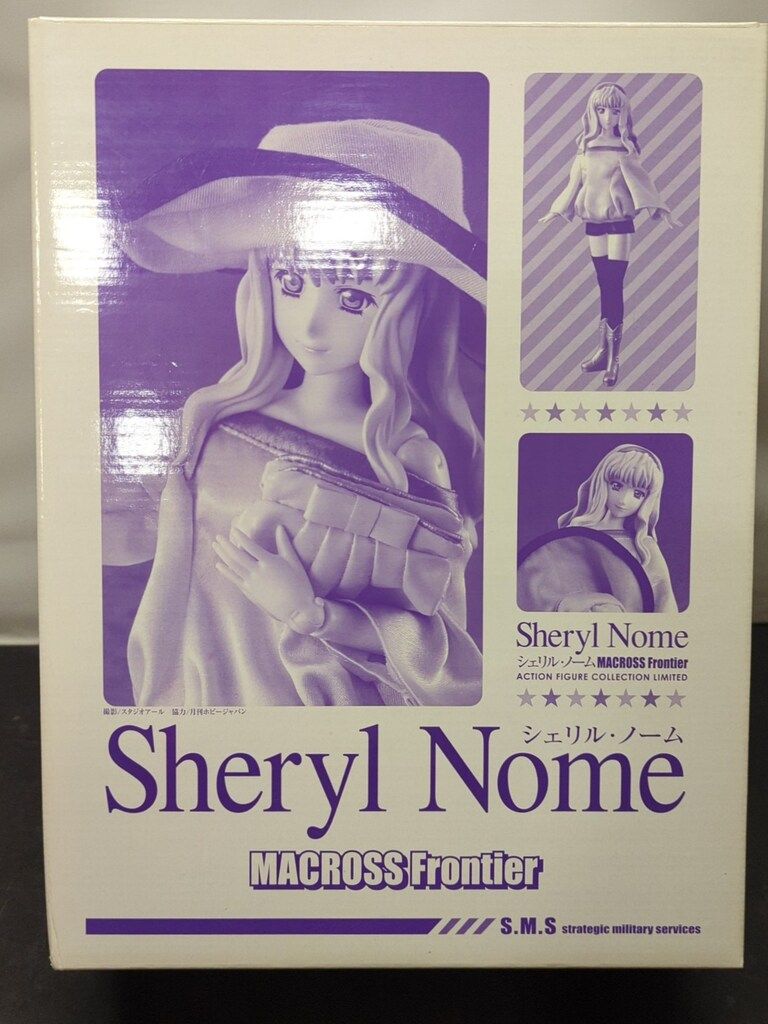 Sheryl Nome
シェリル・ノーム MACROSS Frontier
ACTION FIGURE COLLECTION LIMITED
撮影/スタジオアール 協力/月刊ホビージャパン
シェリル・ノーム
Sheryl Nome
MACROSS Frontier
S.M.S strategic military services